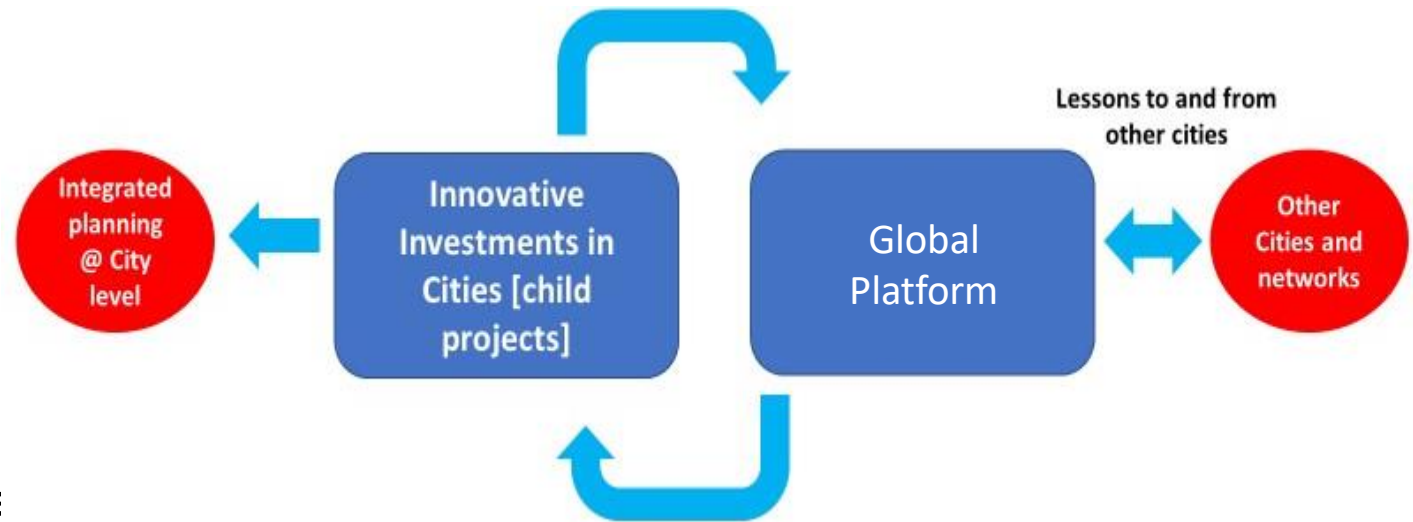 Lessons to and from
other cities
Integrated
planning
@ City
level
Innovative
Investments in
Cities [child
projects]
Global
Platform
Other
Cities and
networks